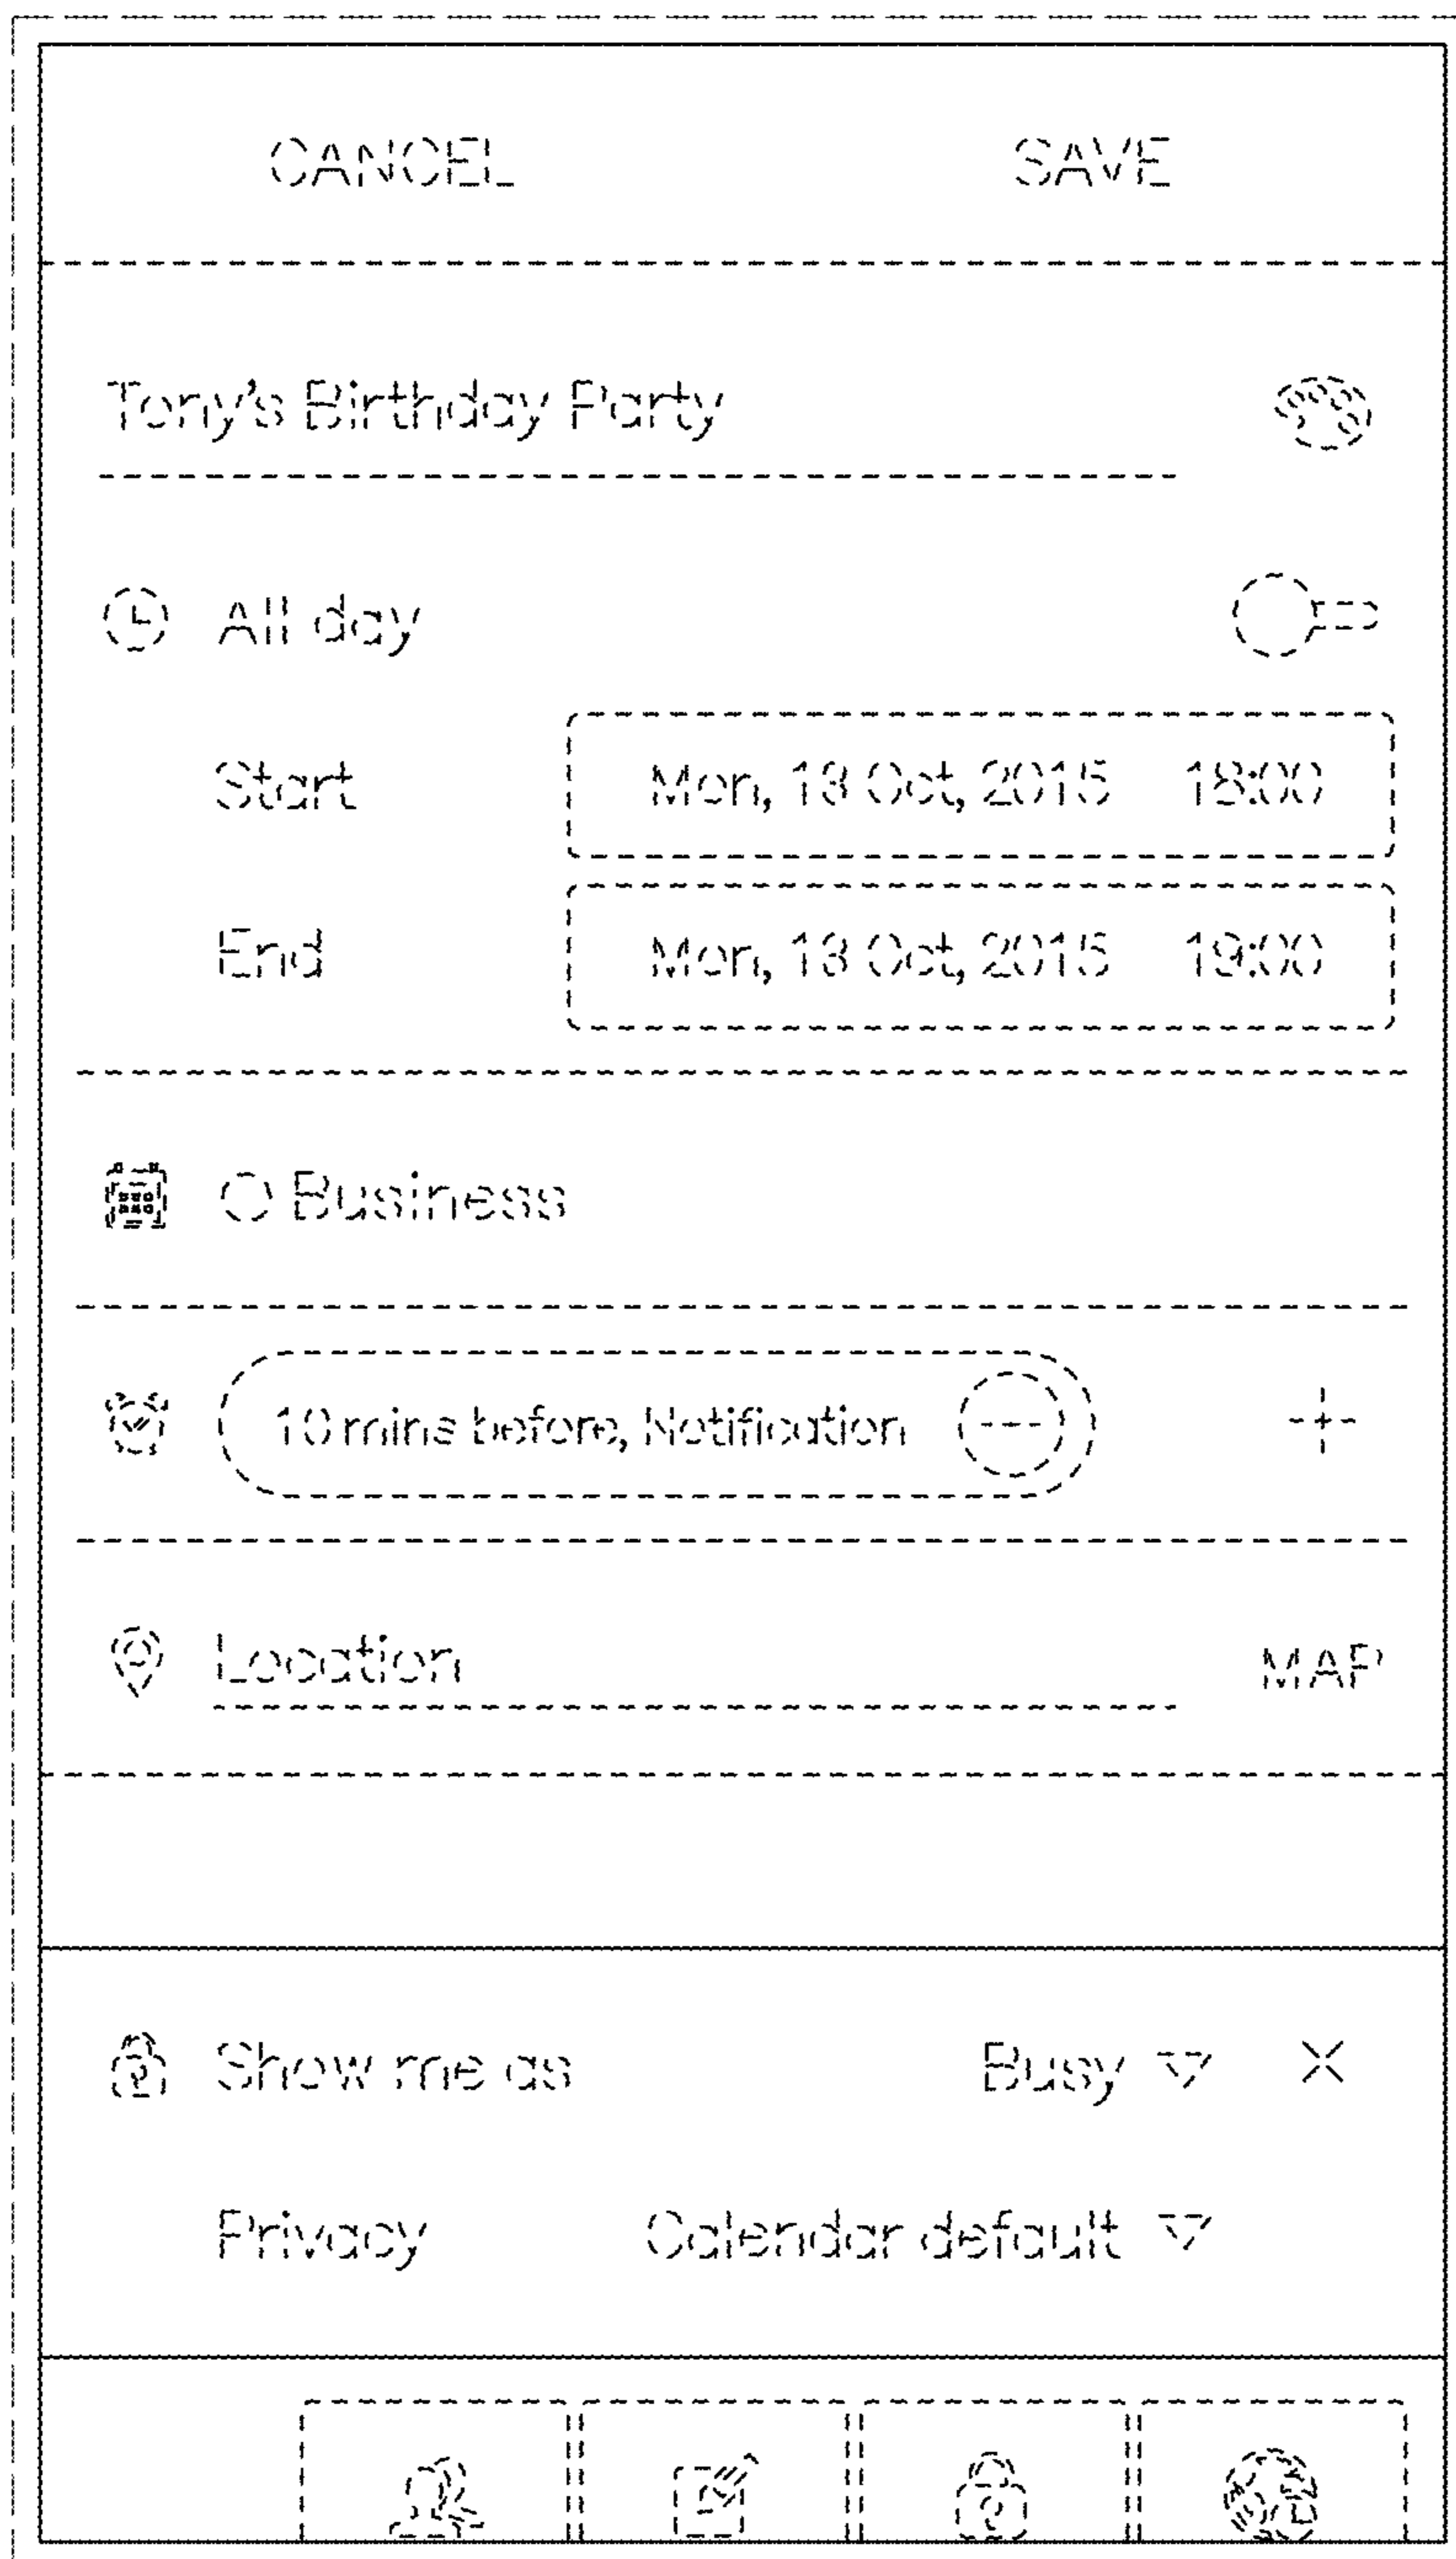 CANCEL SAVE
Tony's Birthday Party
All day
Start Mon, 13 Oct, 2015 18:00
End Mon, 13 Oct, 2015 19:00
Business
10 mins before, Notification
Location MAP
Show me as Busy
Privacy Calendar default